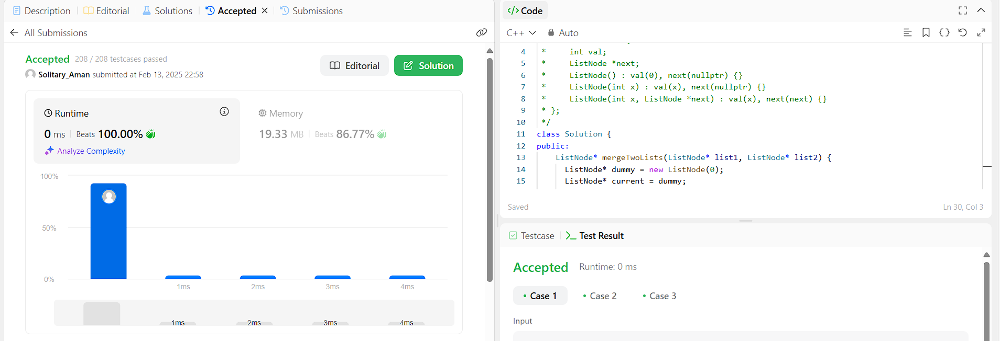 Description Editorial Solutions Accepted Submissions
All Submissions
Accepted 208 / 208 testcases passed
Solitary_Aman submitted at Feb 13, 2025 22:58
Editorial Solution
Runtime
0 ms Beats 100.00%
Analyze Complexity
Memory
19.33 MB Beats 86.77%
100%
50%
0%
1ms 2ms 3ms 4ms
1ms 2ms 3ms 4ms
</> Code
C++ Auto
4 * int val;
5 * ListNode *next;
6 * ListNode() : val(0), next(nullptr) {}
7 * ListNode(int x) : val(x), next(nullptr) {}
8 * ListNode(int x, ListNode *next) : val(x), next(next) {}
9 * };
10 */
11 class Solution {
12 public:
13 ListNode* mergeTwoLists(ListNode* list1, ListNode* list2) {
14 ListNode* dummy = new ListNode(0);
15 ListNode* current = dummy;
Saved Ln 30, Col 3
Testcase >_ Test Result
Accepted Runtime: 0 ms
• Case 1 • Case 2 • Case 3
Input